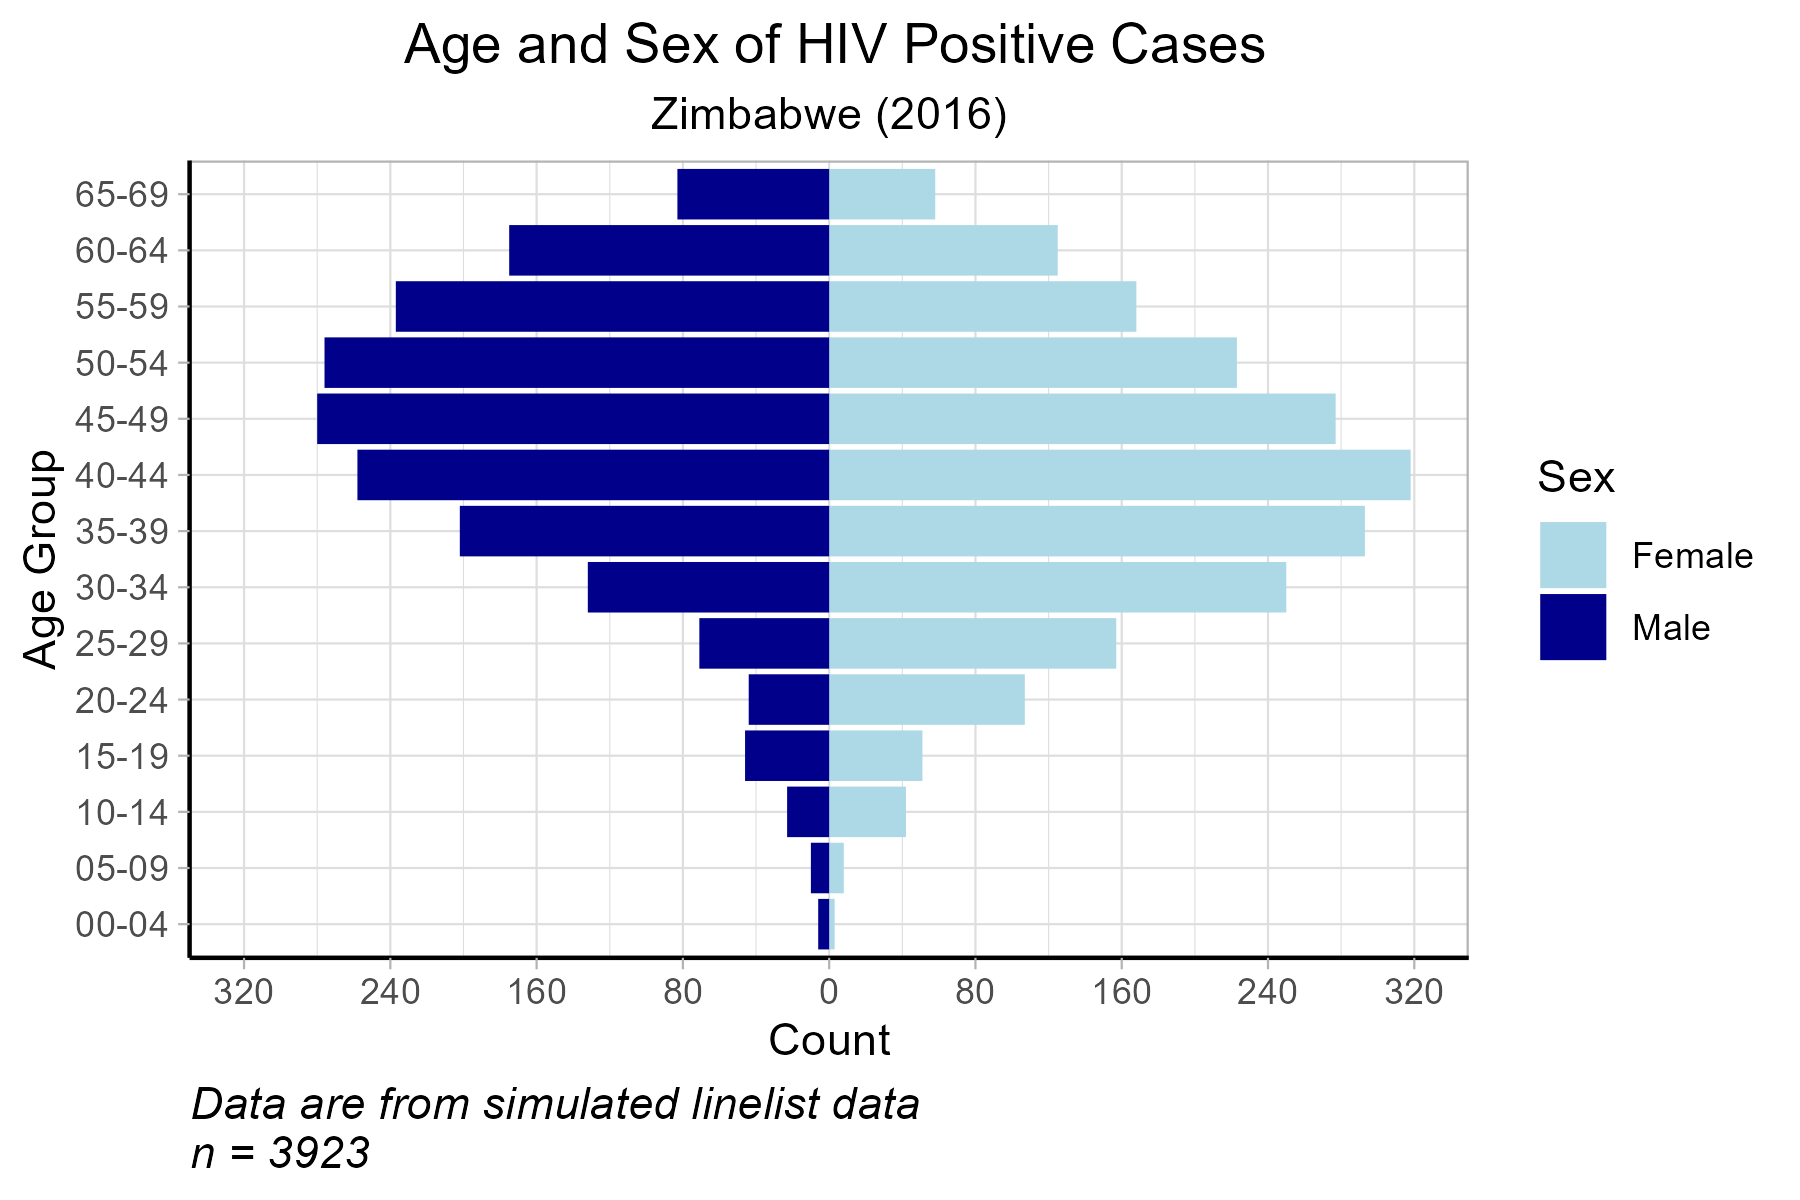 Age and Sex of HIV Positive Cases
Zimbabwe (2016)
Age Group
65-69
60-64
55-59
50-54
45-49
40-44
35-39
30-34
25-29
20-24
15-19
10-14
05-09
00-04
320 240 160 80 0 80 160 240 320
Count
Sex
Female
Male
Data are from simulated linelist data
n = 3923